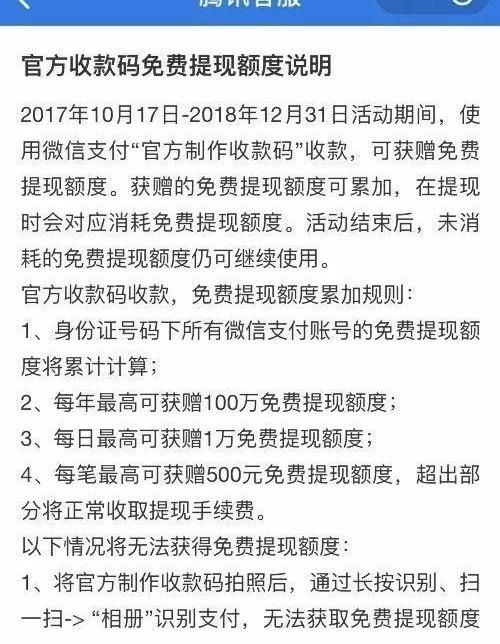 腾讯客服
官方收款码免费提现额度说明
2017年10月17日-2018年12月31日活动期间，使
用微信支付“官方制作收款码”收款，可获赠免费
提现额度。获赠的免费提现额度可累加，在提现
时会对应消耗免费提现额度。活动结束后，未消
耗的免费提现额度仍可继续使用。
官方收款码收款，免费提现额度累加规则：
1、身份证号码下所有微信支付账号的免费提现额
度将累计计算；
2、每年最高可获赠100万免费提现额度；
3、每日最高可获赠1万免费提现额度；
4、每笔最高可获赠500元免费提现额度，超出部
分将正常收取提现手续费。
以下情况将无法获得免费提现额度：
1、将官方制作收款码拍照后，通过长按识别、扫
一扫-> “相册”识别支付，无法获取免费提现额度